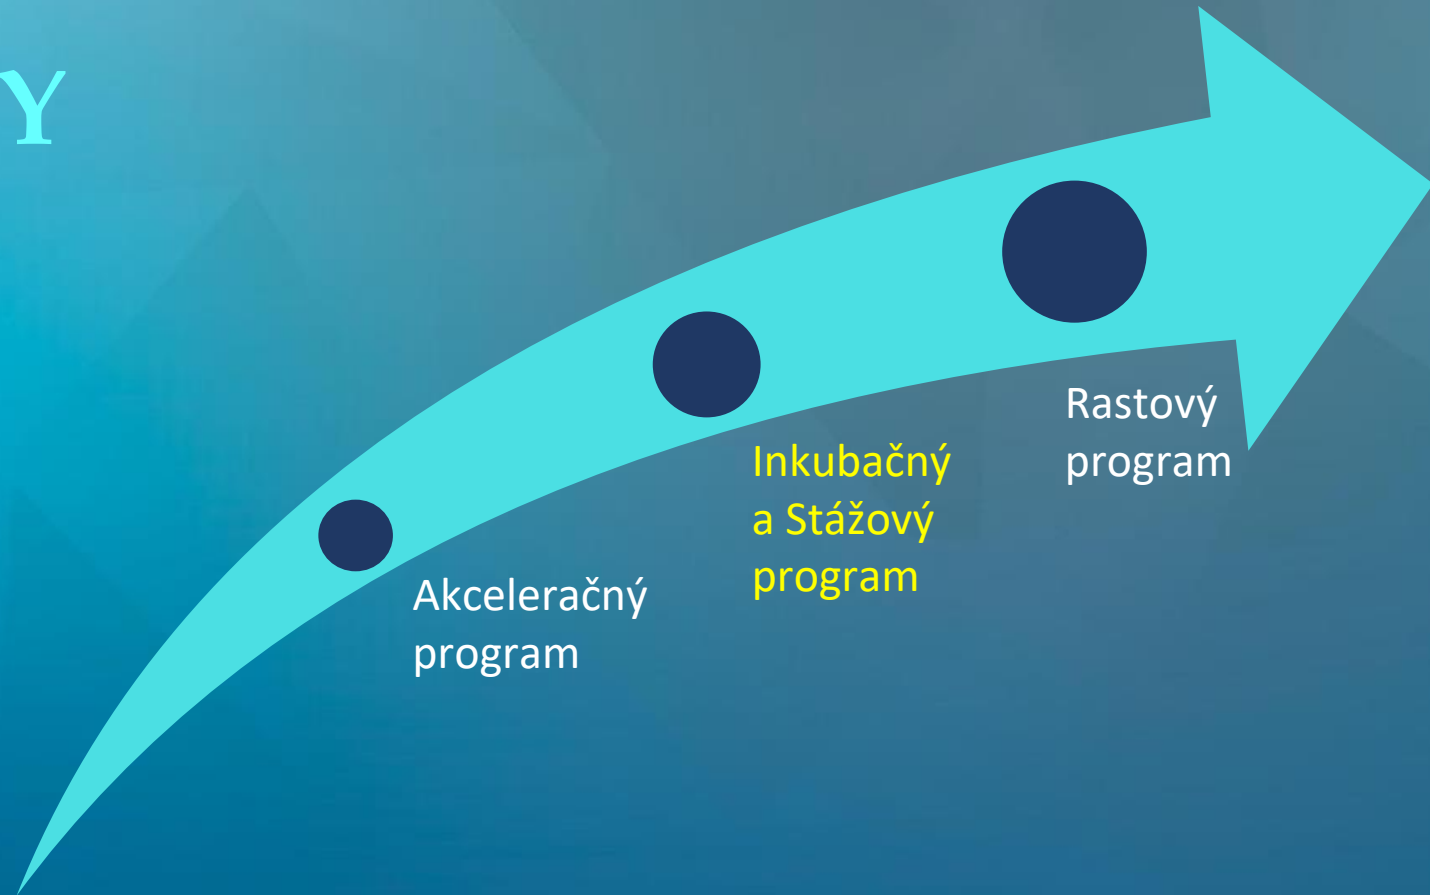 Y
Akceleračný
program
Inkubačný
a Stážový
program
Rastový
program